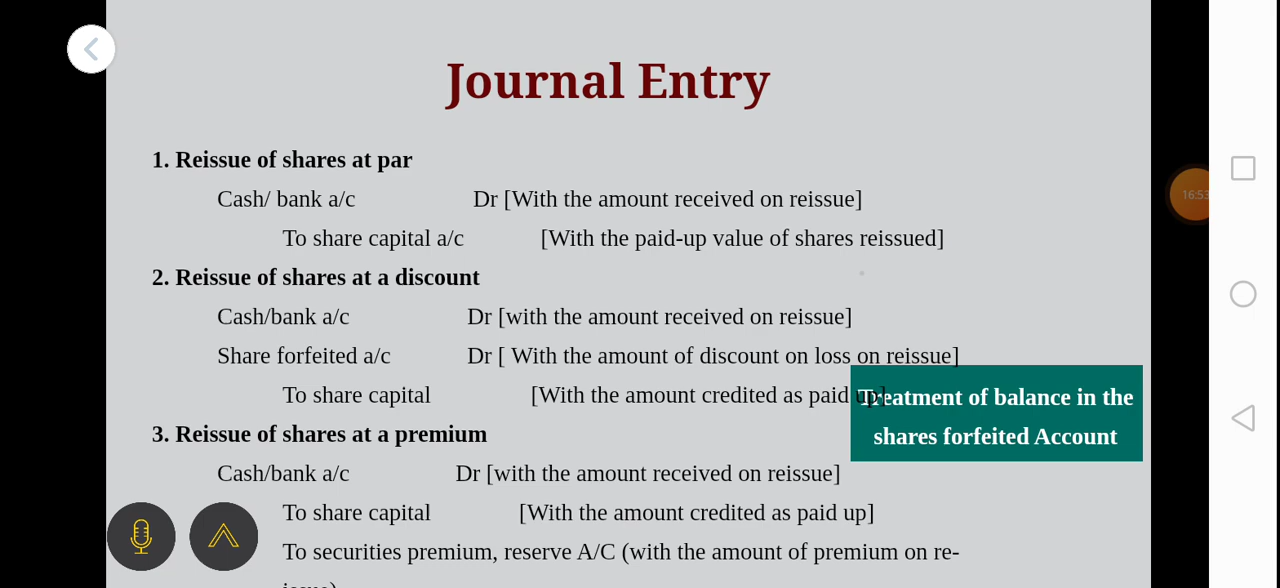 Journal Entry
1. Reissue of shares at par
Cash/ bank a/c Dr [With the amount received on reissue]
To share capital a/c [With the paid-up value of shares reissued]
2. Reissue of shares at a discount
Cash/bank a/c Dr [with the amount received on reissue]
Share forfeited a/c Dr [ With the amount of discount on loss on reissue]
To share capital [With the amount credited as paid up]
Treatment of balance in the
shares forfeited Account
3. Reissue of shares at a premium
Cash/bank a/c Dr [with the amount received on reissue]
To share capital [With the amount credited as paid up]
To securities premium, reserve A/C (with the amount of premium on re-
issue)
16:53